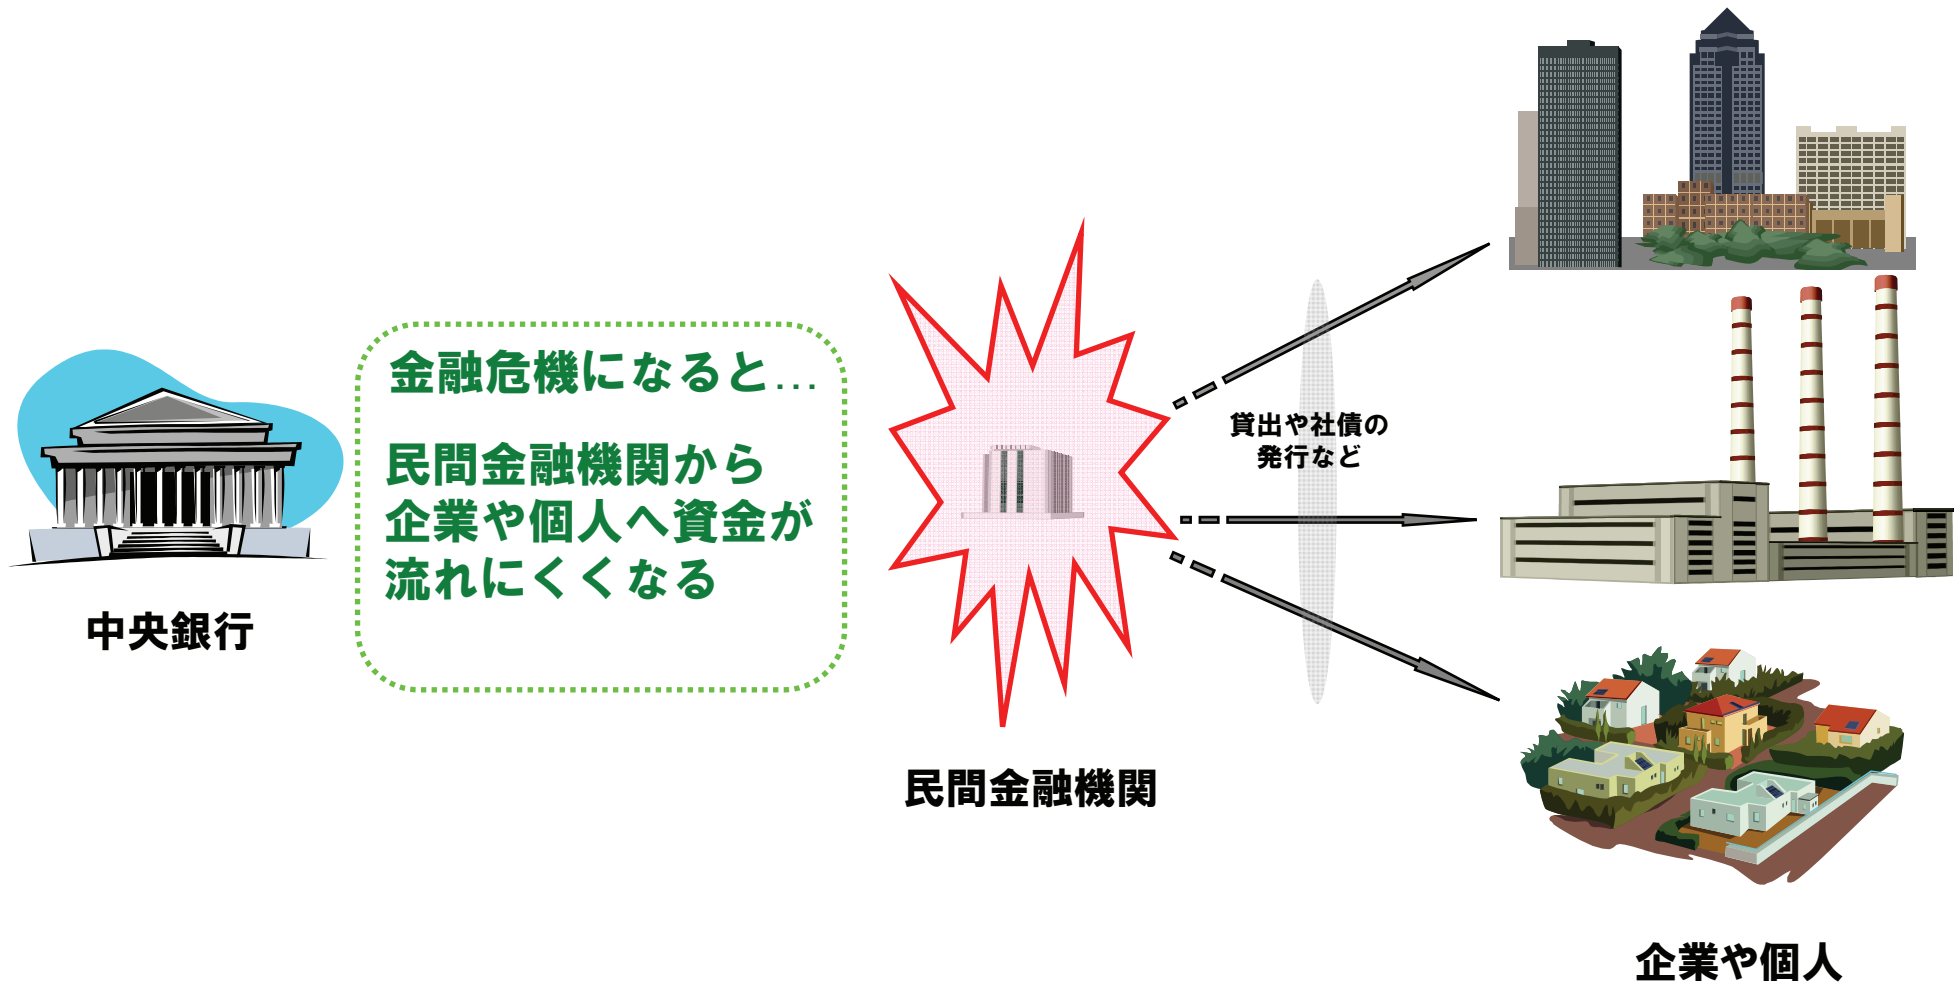 金融危機になると...
民間金融機関から
企業や個人へ資金が
流れにくくなる
中央銀行
貸出や社債の
発行など
民間金融機関
企業や個人